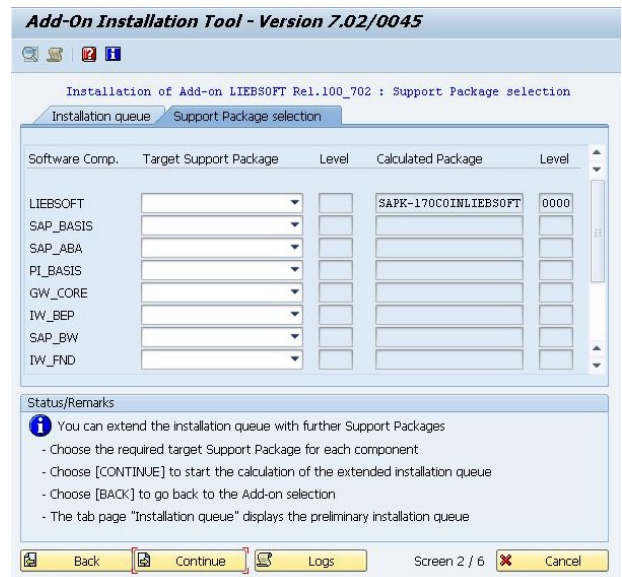 Add-On Installation Tool - Version 7.02/0045
Installation of Add-on LIEBSOFT Rel.100_702 : Support Package selection
Installation queue Support Package selection
Software Comp. Target Support Package Level Calculated Package Level
LIEBSOFT SAPK-170COINLIEBSOFT 0000
SAP_BASIS
SAP_ABA
PI_BASIS
GW_CORE
IW_BEP
SAP_BW
IW_FND
Status/Remarks
You can extend the installation queue with further Support Packages
- Choose the required target Support Package for each component
- Choose [CONTINUE] to start the calculation of the extended installation queue
- Choose [BACK] to go back to the Add-on selection
- The tab page "Installation queue" displays the preliminary installation queue
Back Continue Logs Screen 2 / 6 Cancel